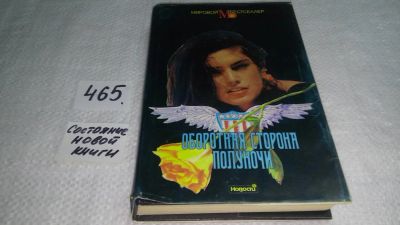 МИРОВОЙ БЕСТСЕЛЛЕР
465.
СОСТОЯНИЕ
НОВОЙ
КНИГИ
ОБОРОТНАЯ СТОРОНА
ПОЛУНОЧИ
Новости